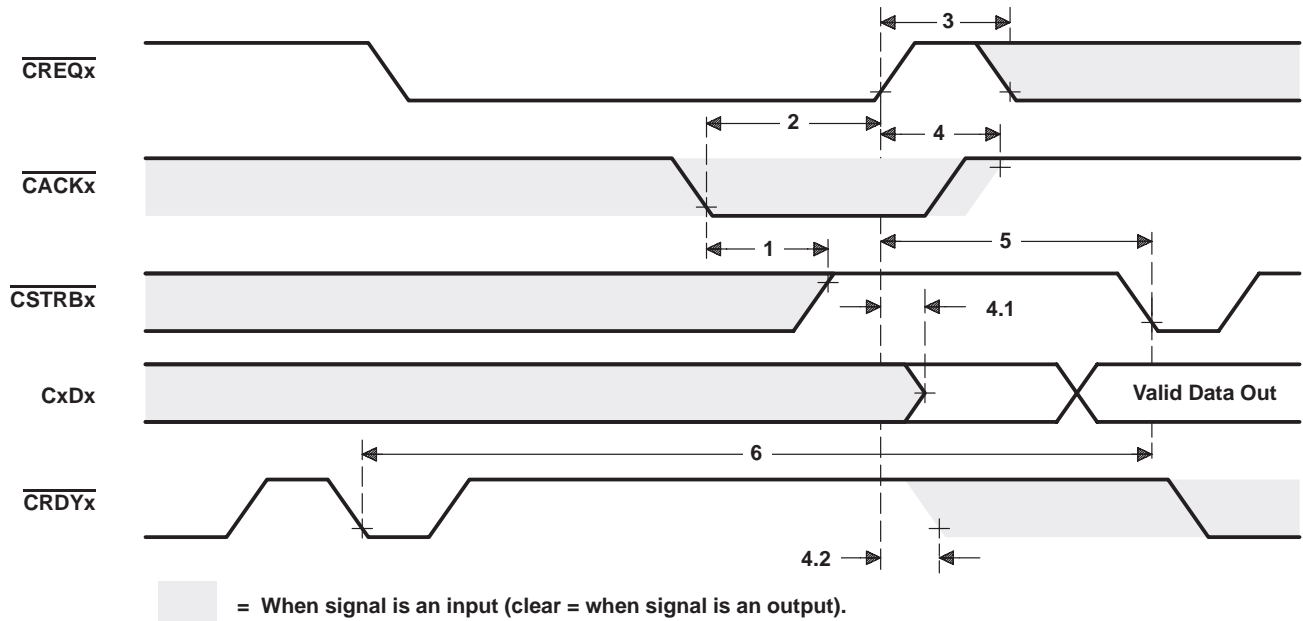 3
CREQx
2
4
CACKx
1
5
CSTRBx
4.1
CxDx
Valid Data Out
6
CRDYx
4.2
= When signal is an input (clear = when signal is an output).